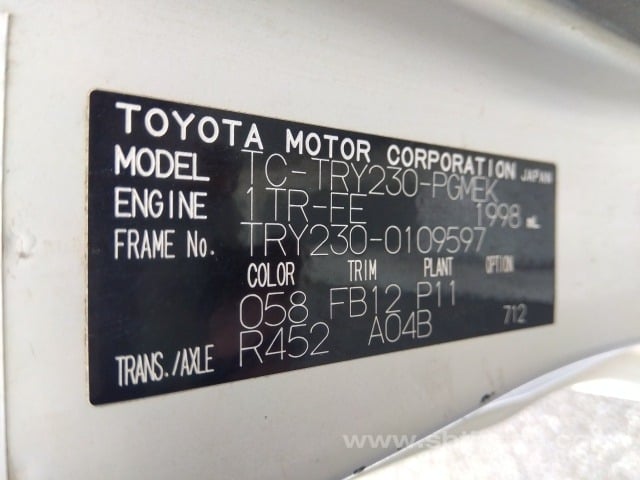 TOYOTA MOTOR CORPORATION JAPAN
MODEL TC-TRY230-PGMEK
ENGINE 1TR-FE 1998 mL
FRAME No. TRY230-0109597
COLOR TRIM PLANT OPTION
058 FB12 P11
TRANS./AXLE R452 A04B 712